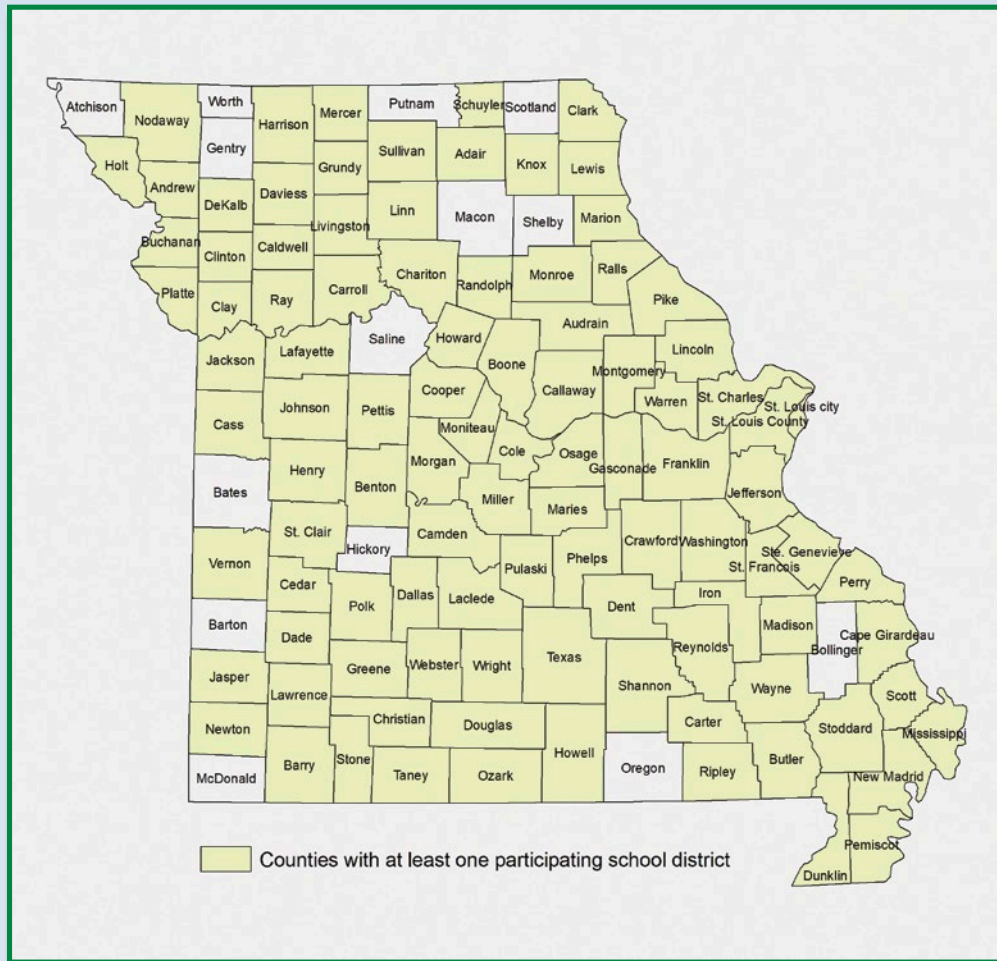 Atchison
Nodaway
Worth
Gentry
Harrison
Mercer
Putnam
Schuyler
Scotland
Clark
Holt
Andrew
DeKalb
Daviess
Grundy
Sullivan
Adair
Knox
Lewis
Buchanan
Clinton
Caldwell
Livingston
Linn
Macon
Shelby
Marion
Platte
Clay
Ray
Carroll
Chariton
Randolph
Monroe
Ralls
Pike
Audrain
Jackson
Lafayette
Saline
Howard
Boone
Callaway
Montgomery
Lincoln
Warren
St. Charles
St. Louis city
St. Louis County
Cass
Johnson
Pettis
Cooper
Moniteau
Cole
Osage
Gasconade
Franklin
Jefferson
Bates
Henry
Benton
Morgan
Miller
Maries
Vernon
St. Clair
Hickory
Camden
Pulaski
Phelps
Crawford
Washington
Ste. Genevieve
St. Francois
Perry
Cedar
Polk
Dallas
Laclede
Dent
Iron
Madison
Bollinger
Cape Girardeau
Barton
Dade
Greene
Webster
Wright
Texas
Shannon
Reynolds
Wayne
Scott
Jasper
Lawrence
Christian
Douglas
Howell
Carter
Butler
Stoddard
Mississippi
Newton
McDonald
Barry
Stone
Taney
Ozark
Oregon
Ripley
New Madrid
Pemiscot
Dunklin
Counties with at least one participating school district